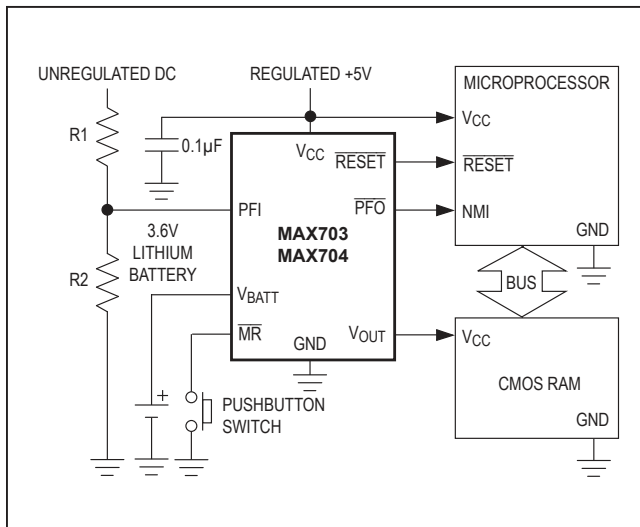 UNREGULATED DC
REGULATED +5V
MICROPROCESSOR
R1
0.1µF
VCC
RESET
VCC
RESET
PFI
PFO
NMI
3.6V
LITHIUM
BATTERY
MAX703
MAX704
GND
R2
BUS
VBATT
MR
GND
VOUT
VCC
CMOS RAM
+
PUSHBUTTON
SWITCH
GND